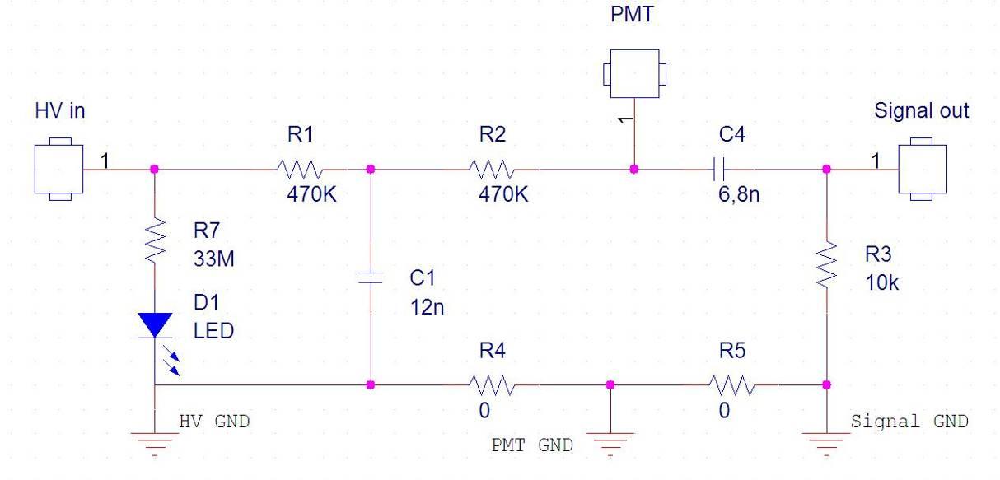 PMT
HV in
Signal out
1
R1
R2
1
C4
1
470K
470K
6,8n
R7
33M
R3
10k
C1
12n
D1
LED
R4
R5
0
0
HV GND
PMT GND
Signal GND